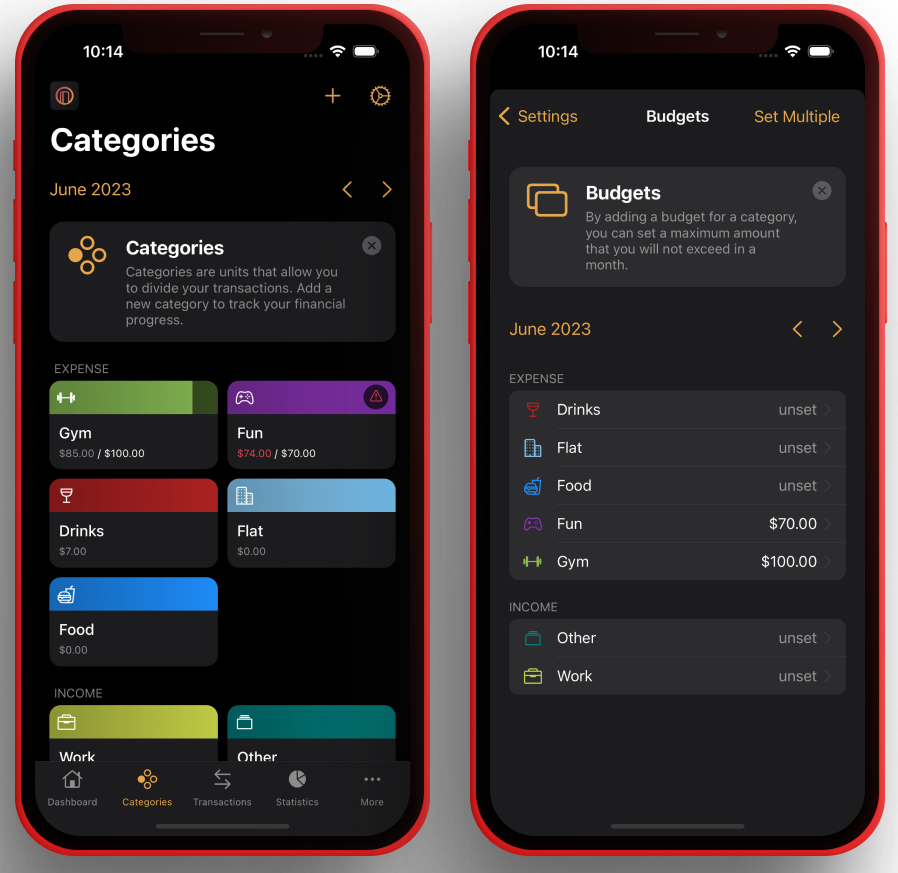 10:14
Categories
June 2023
Categories
Categories are units that allow you
to divide your transactions. Add a
new category to track your financial
progress.
EXPENSE
Gym
$85.00 / $100.00
Fun
$74.00 / $70.00
Drinks
$7.00
Flat
$0.00
Food
$0.00
INCOME
Work
Other
Dashboard
Categories
Transactions
Statistics
More
10:14
Settings
Budgets
Set Multiple
Budgets
By adding a budget for a category,
you can set a maximum amount
that you will not exceed in a
month.
June 2023
EXPENSE
Drinks unset
Flat unset
Food unset
Fun $70.00
Gym $100.00
INCOME
Other unset
Work unset